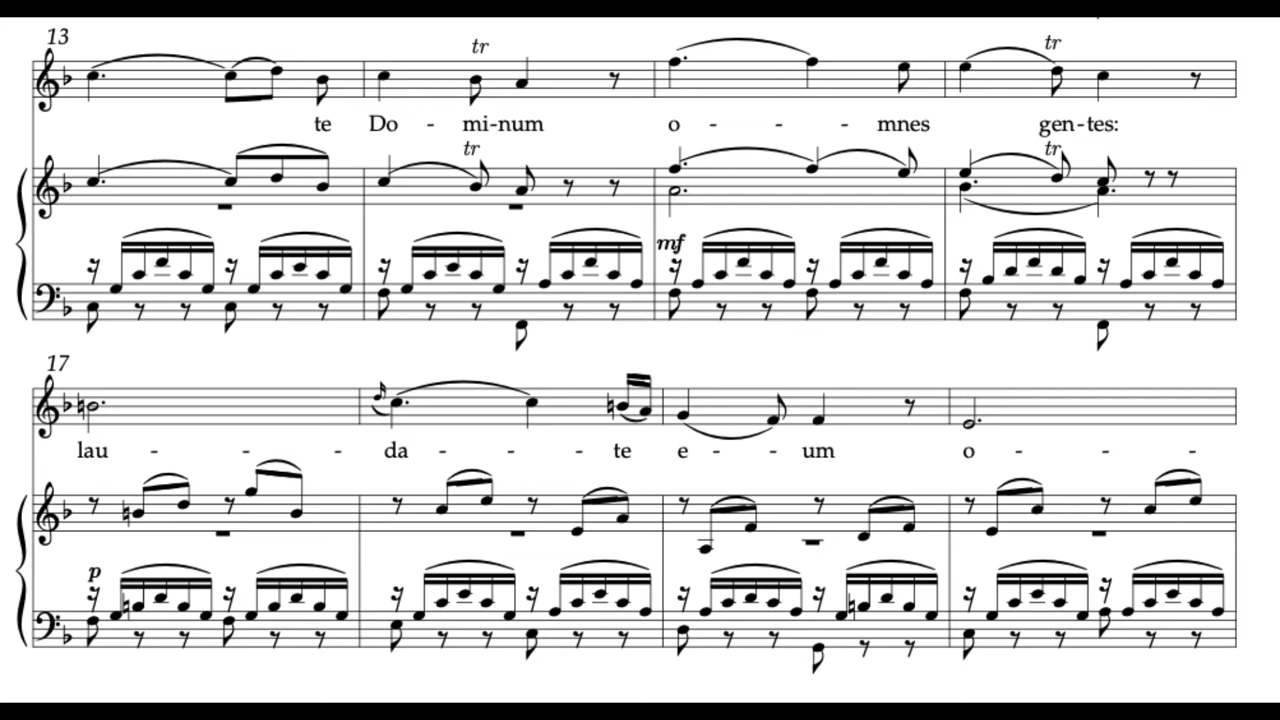 13
tr tr
te Do - mi-num o - - - mnes gen-tes:
tr tr
mf
17
lau - - - da - - - te e - - um o - - -
p